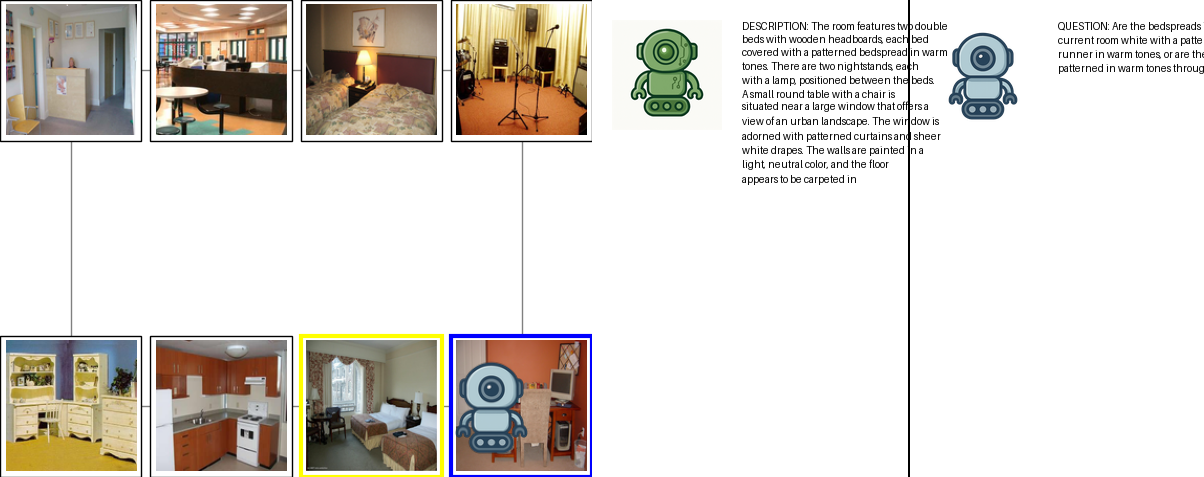 DESCRIPTION: The room features two double
beds with wooden headboards, each bed
covered with a patterned bedspread in warm
tones. There are two nightstands, each
with a lamp, positioned between the beds.
A small round table with a chair is
situated near a large window that offers a
view of an urban landscape. The window is
adorned with patterned curtains and sheer
white drapes. The walls are painted in a
light, neutral color, and the floor
appears to be carpeted in
QUESTION: Are the bedspreads
current room white with a patte
runner in warm tones, or are the
patterned in warm tones throug